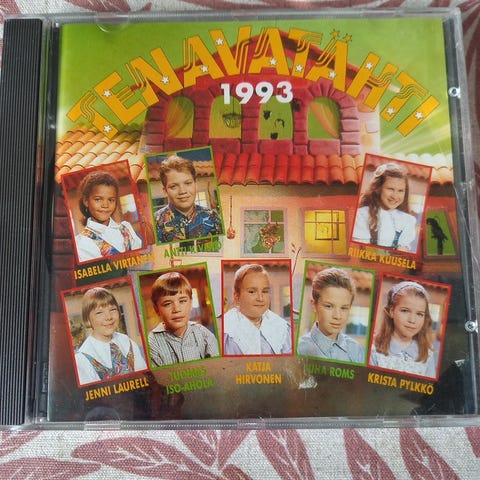 TENAVATÄHTI
1993
ISABELLA VIRTANEN
RIIKKA KUUSELA
JENNI LAURELL
TUOMAS
ISO-AHOLA
KATJA
HIRVONEN
JUHA ROMS
KRISTA PYLKKÖ